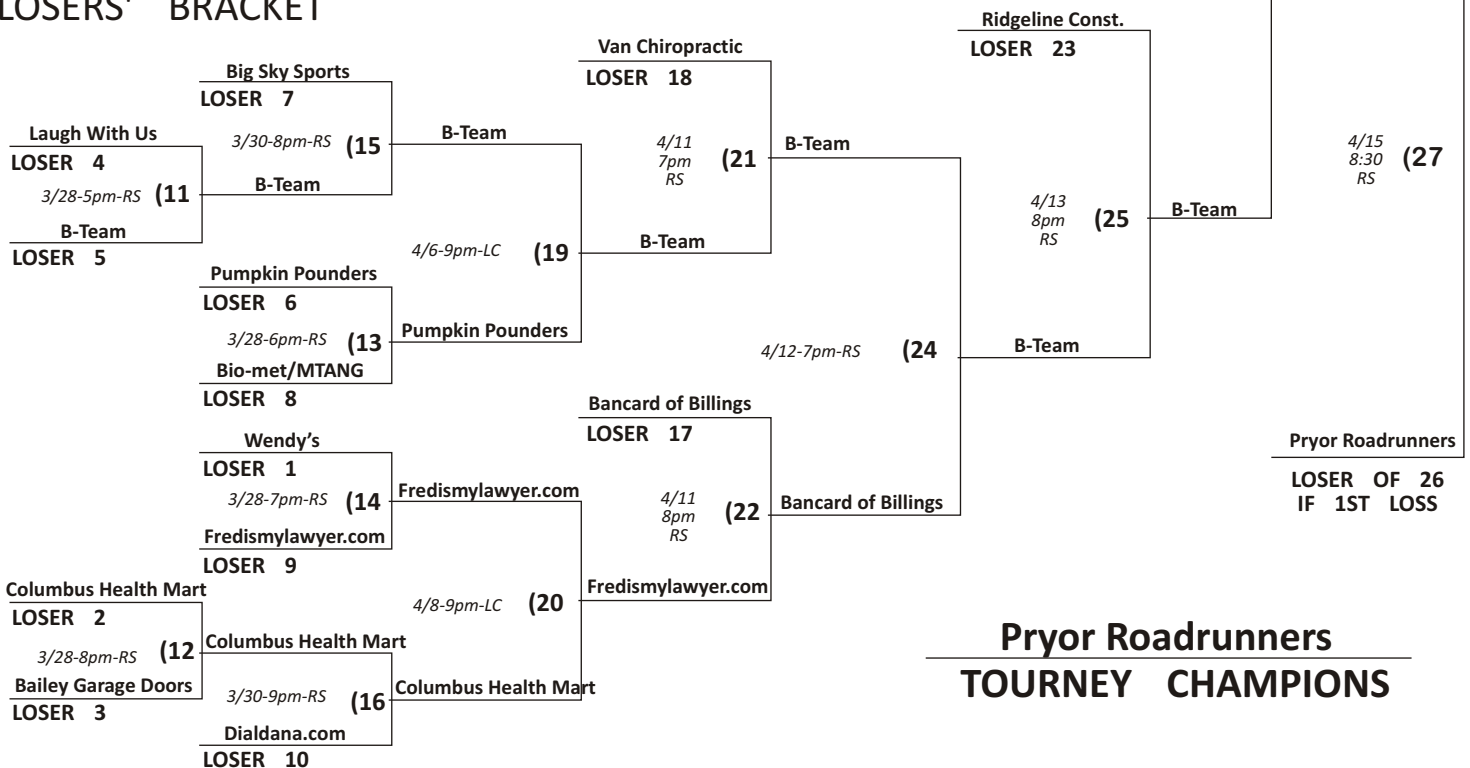 LOSERS' BRACKET
Ridgeline Const.
LOSER 23
Van Chiropractic
LOSER 18
Big Sky Sports
LOSER 7
Laugh With Us
LOSER 4
3/30-8pm-RS (15
B-Team
4/11
7pm
RS
(21
B-Team
4/15
8:30
RS
(27
3/28-5pm-RS (11
B-Team
B-Team
LOSER 5
4/13
8pm
RS
(25
B-Team
4/6-9pm-LC (19
B-Team
Pumpkin Pounders
LOSER 6
3/28-6pm-RS (13
Pumpkin Pounders
Bio-met/MTANG
LOSER 8
4/12-7pm-RS (24
B-Team
Bancard of Billings
LOSER 17
Wendy's
LOSER 1
3/28-7pm-RS (14
Fredismylawyer.com
Fredismylawyer.com
LOSER 9
4/11
8pm
RS
(22
Bancard of Billings
Pryor Roadrunners
LOSER OF 26
IF 1ST LOSS
Columbus Health Mart
LOSER 2
4/8-9pm-LC (20
Fredismylawyer.com
3/28-8pm-RS (12
Columbus Health Mart
Bailey Garage Doors
LOSER 3
3/30-9pm-RS (16
Columbus Health Mart
Dialdana.com
LOSER 10
Pryor Roadrunners
TOURNEY CHAMPIONS